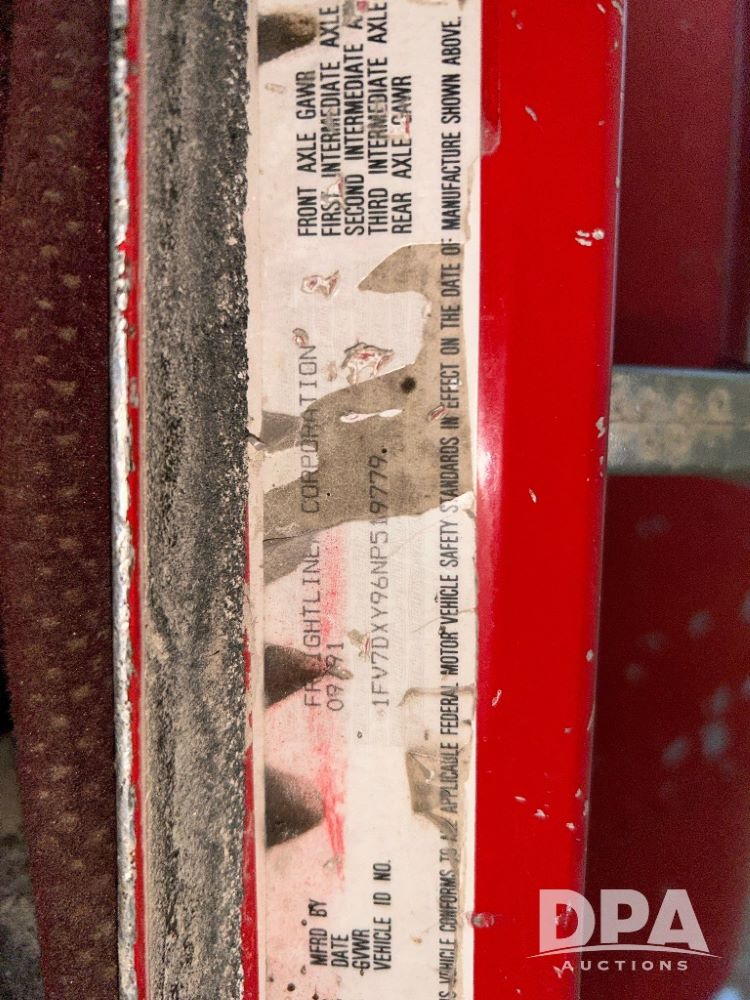 MFRD BY FREIGHTLINER CORPORATION FRONT AXLE GAWR
DATE 09/91 FIRST INTERMEDIATE AXLE
GVWR SECOND INTERMEDIATE A
VEHICLE ID NO. 1FV7DXY96NP519779 THIRD INTERMEDIATE AXLE
REAR AXLE GAWR
S VEHICLE CONFORMS TO ALL APPLICABLE FEDERAL MOTOR VEHICLE SAFETY STANDARDS IN EFFECT ON THE DATE OF MANUFACTURE SHOWN ABOVE.
DPA
AUCTIONS